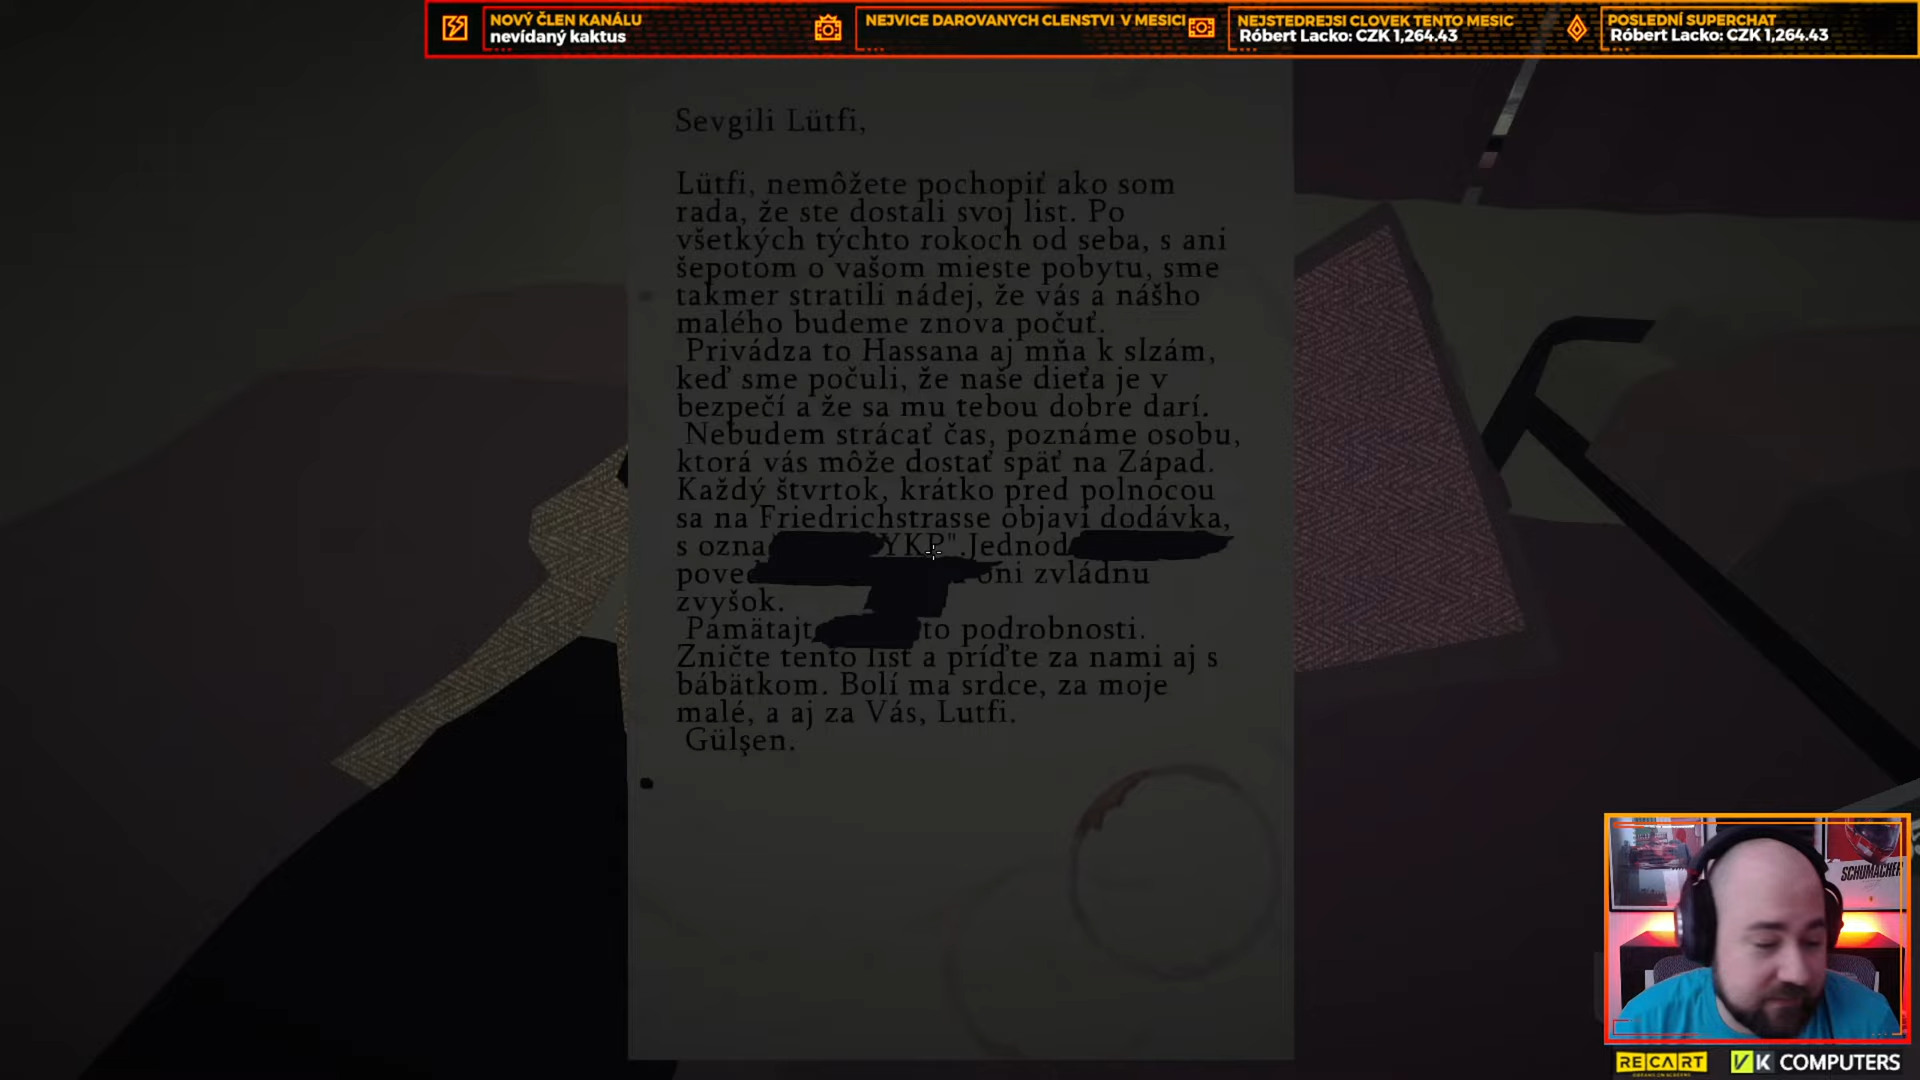 NOVÝ ČLEN KANÁLU
nevídaný kaktus
NEJVICE DAROVANYCH CLENSTVI V MESICI
NEJSTEDREJSI CLOVEK TENTO MESIC
Róbert Lacko: CZK 1,264.43
POSLEDNÍ SUPERCHAT
Róbert Lacko: CZK 1,264.43
Sevgili Lütfi,
Lütfi, nemôžete pochopiť ako som
rada, že ste dostali svoj list. Po
všetkých týchto rokoch od seba, s ani
šepotom o vašom mieste pobytu, sme
takmer stratili nádej, že vás a nášho
malého budeme znova počuť.
Privádza to Hassana aj mňa k slzám,
keď sme počuli, že naše dieťa je v
bezpečí a že sa mu tebou dobre darí.
Nebudem strácať čas, poznáme osobu,
ktorá vás môže dostať späť na Západ.
Každý štvrtok, krátko pred polnocou
sa na Friedrichstrasse objaví dodávka,
s ozna YKP". Jednod
poved oni zvládnu
zvyšok.
Pamätajt to podrobnosti.
Zničte tento list a príďte za nami aj s
bábätkom. Bolí ma srdce, za moje
malé, a aj za Vás, Lutfi.
Gülşen.
SCHUMACHER
RECART
VK COMPUTERS